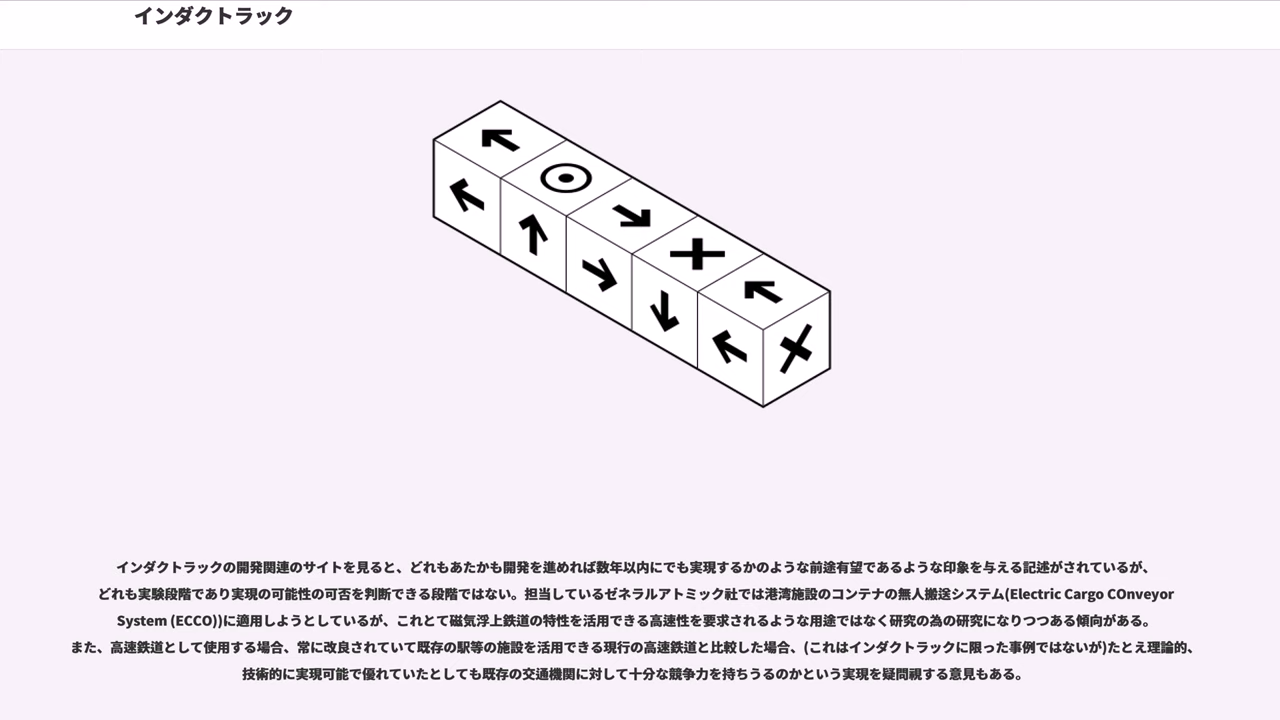 インダクトラック
インダクトラックの開発関連のサイトを見ると、どれもあたかも開発を進めれば数年以内にでも実現するかのような前途有望であるような印象を与える記述がされているが、
どれも実験段階であり実現の可能性の可否を判断できる段階ではない。担当しているゼネラルアトミック社では港湾施設のコンテナの無人搬送システム(Electric Cargo COnveyor
System (ECCO))に適用しようとしているが、これとて磁気浮上鉄道の特性を活用できる高速性を要求されるような用途ではなく研究の為の研究になりつつある傾向がある。
また、高速鉄道として使用する場合、常に改良されていて既存の駅等の施設を活用できる現行の高速鉄道と比較した場合、(これはインダクトラックに限った事例ではないが)たとえ理論的、
技術的に実現可能で優れていたとしても既存の交通機関に対して十分な競争力を持ちうるのかという実現を疑問視する意見もある。